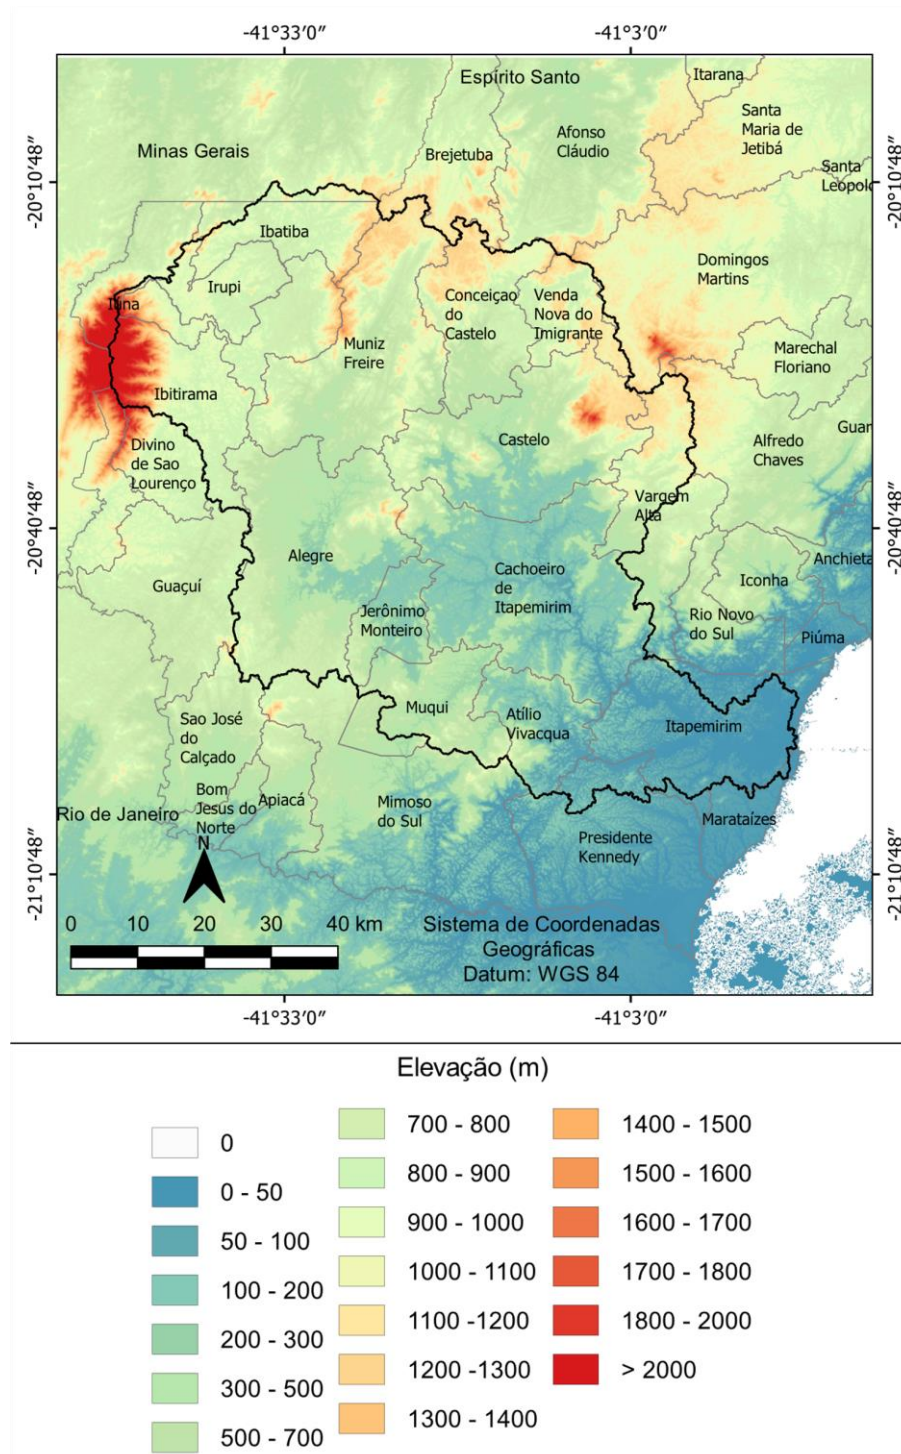 -41°33′0″
-41°3′0″
Espírito Santo
Itarana
Santa
Maria de
Jetibá
Afonso
Cláudio
Minas Gerais
Brejetuba
Santa
Leopol
-20°10′48″
-20°10′48″
Ibatiba
Domingos
Martins
Irupi
Iúna
Conceiçao
do
Castelo
Venda
Nova do
Imigrante
Muniz
Freire
Marechal
Floriano
Ibitirama
Divino
de Sao
Lourenço
Castelo
Alfredo
Chaves
Guar
Vargem
Alta
-20°40′48″
-20°40′48″
Alegre
Anchieta
Guaçuí
Cachoeiro
de
Itapemirim
Iconha
Jerônimo
Monteiro
Rio Novo
do Sul
Piúma
Muqui
Atílio
Vivacqua
Itapemirim
Sao José
do
Calçado
Bom
Jesus do
Norte
Apiacá
Rio de Janeiro
Mimoso
do Sul
Marataízes
Presidente
Kennedy
N
-21°10′48″
-21°10′48″
0 10 20 30 40 km
Sistema de Coordenadas
Geográficas
Datum: WGS 84
-41°33′0″
-41°3′0″
Elevação (m)
0
0 - 50
50 - 100
100 - 200
200 - 300
300 - 500
500 - 700
700 - 800
800 - 900
900 - 1000
1000 - 1100
1100 -1200
1200 -1300
1300 - 1400
1400 - 1500
1500 - 1600
1600 - 1700
1700 - 1800
1800 - 2000
> 2000